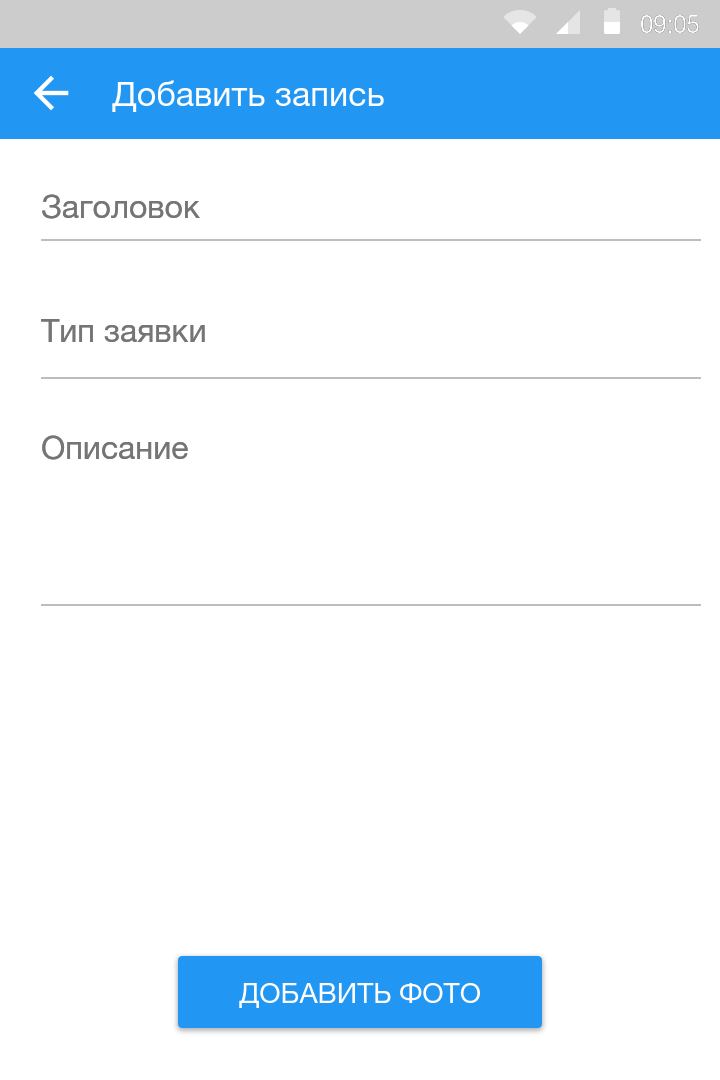 09:05
Добавить запись
Заголовок
Тип заявки
Описание
ДОБАВИТЬ ФОТО